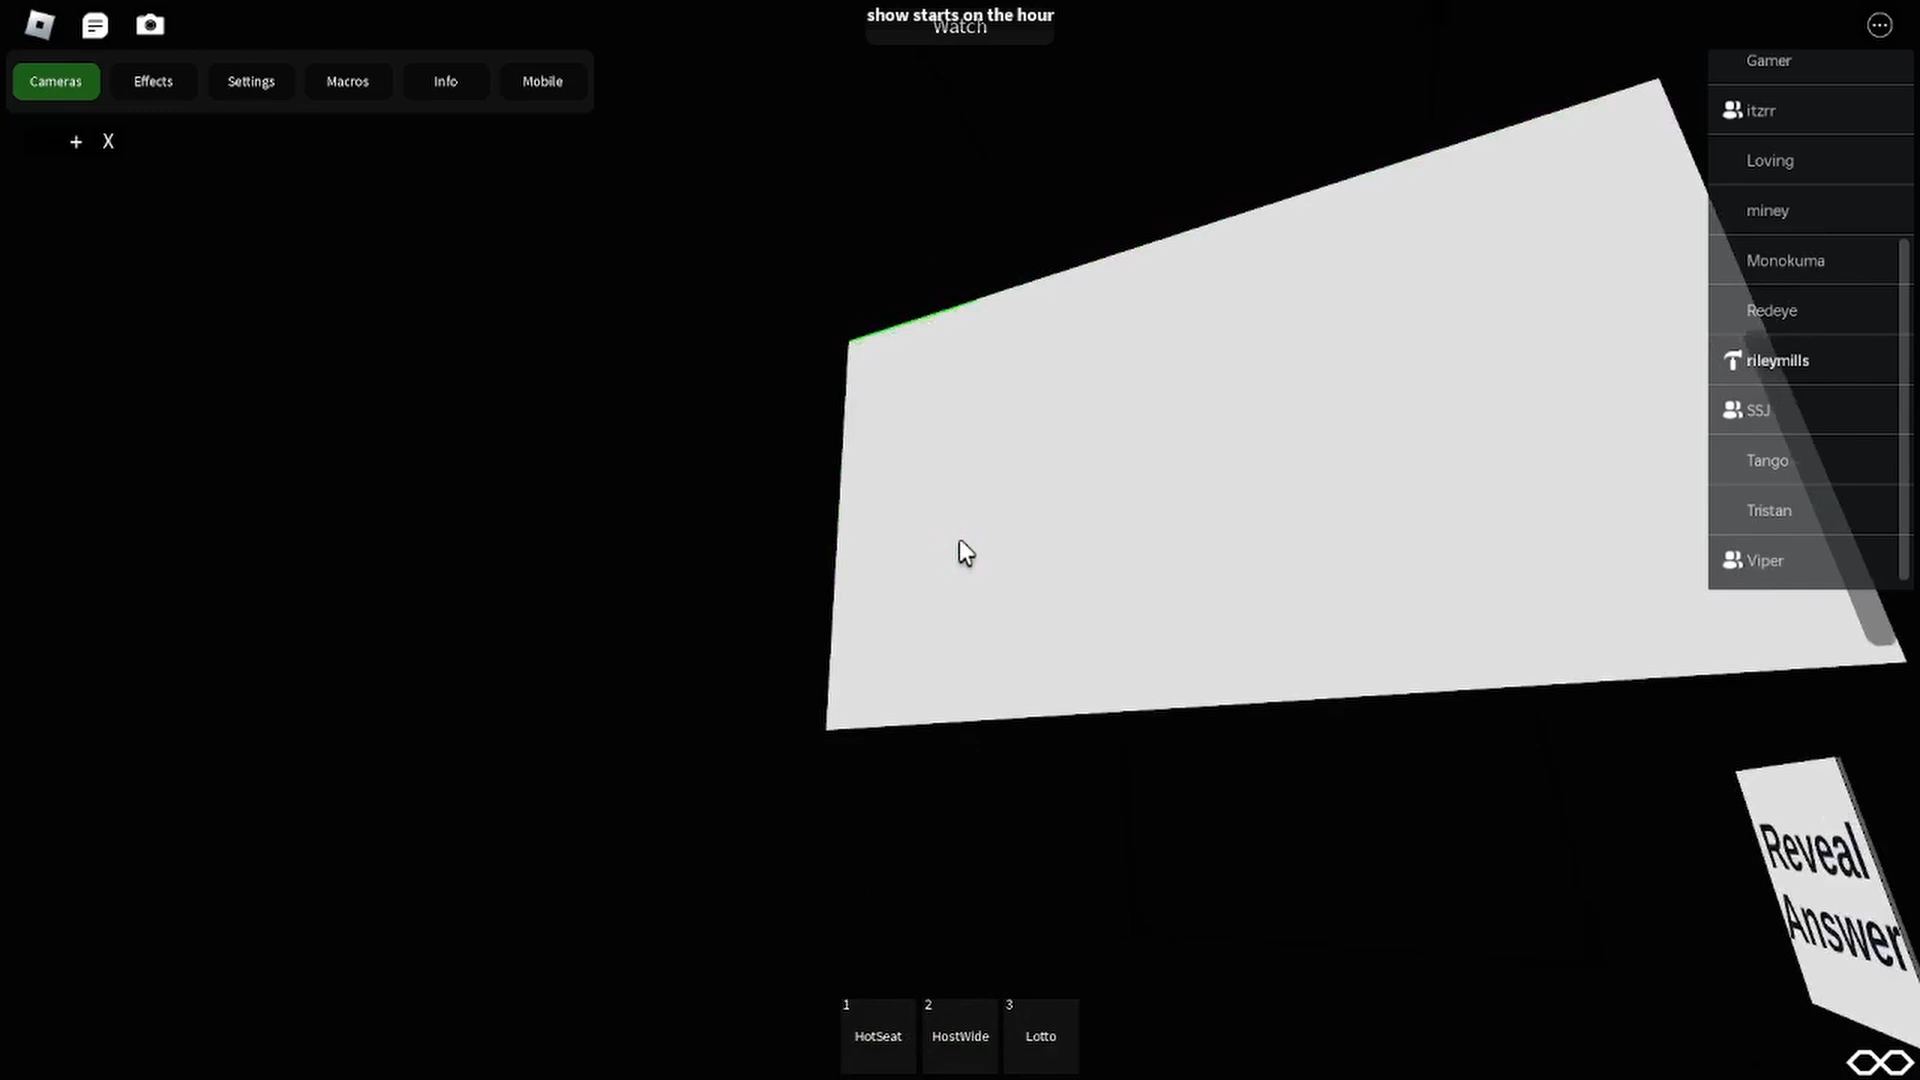 show starts on the hour
Watch
Cameras
Effects
Settings
Macros
Info
Mobile
+ X
Gamer
itzrr
Loving
miney
Monokuma
Redeye
rileymills
SSJ
Tango
Tristan
Viper
Reveal
Answer
1
HotSeat
2
HostWide
3
Lotto